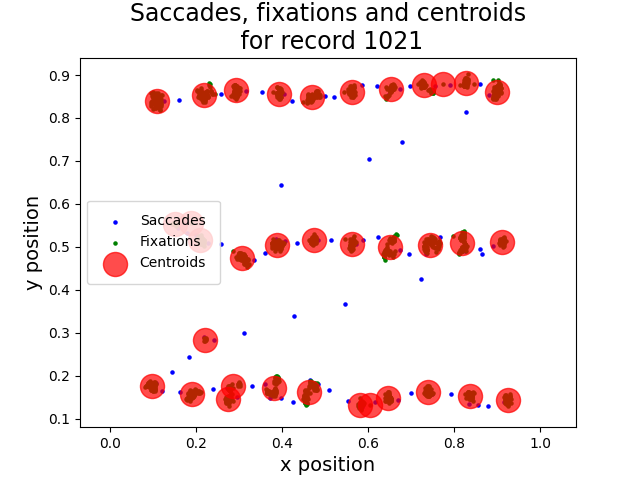 Saccades, fixations and centroids
for record 1021
0.9
0.8
0.7
0.6
0.5
0.4
0.3
0.2
0.1
y position
Saccades
Fixations
Centroids
0.0 0.2 0.4 0.6 0.8 1.0
x position